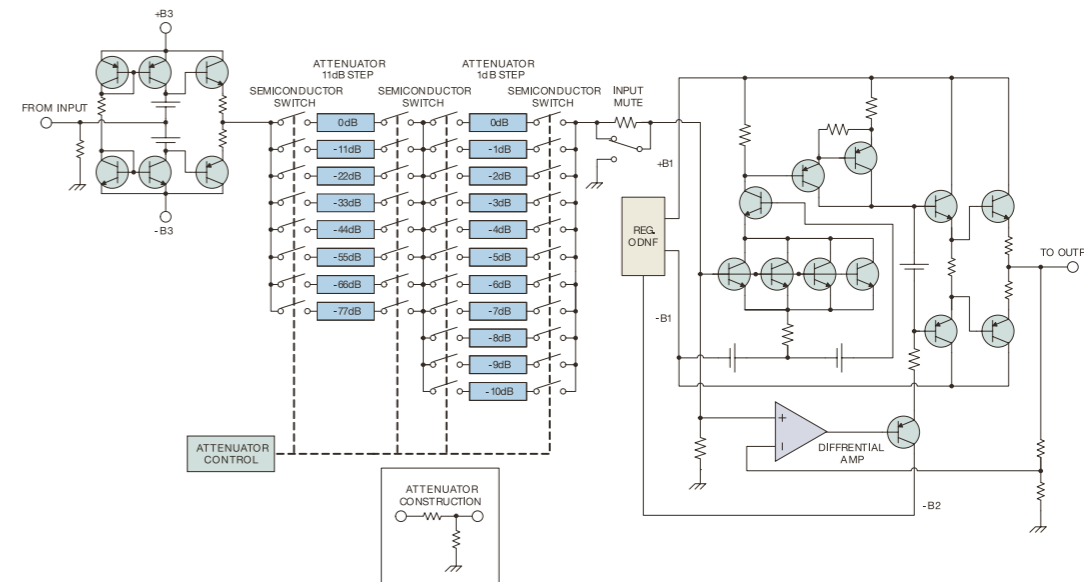 +B3
FROM INPUT
-B3
ATTENUATOR
11dB STEP
ATTENUATOR
1dB STEP
SEMICONDUCTOR
SWITCH
SEMICONDUCTOR
SWITCH
SEMICONDUCTOR
SWITCH
INPUT
MUTE
0dB
-11dB
-22dB
-33dB
-44dB
-55dB
-66dB
-77dB
0dB
-1dB
-2dB
-3dB
-4dB
-5dB
-6dB
-7dB
-8dB
-9dB
-10dB
+B1
REG.
ODNF
-B1
TO OUTP
+
-
DIFFRENTIAL
AMP
-B2
ATTENUATOR
CONTROL
ATTENUATOR
CONSTRUCTION